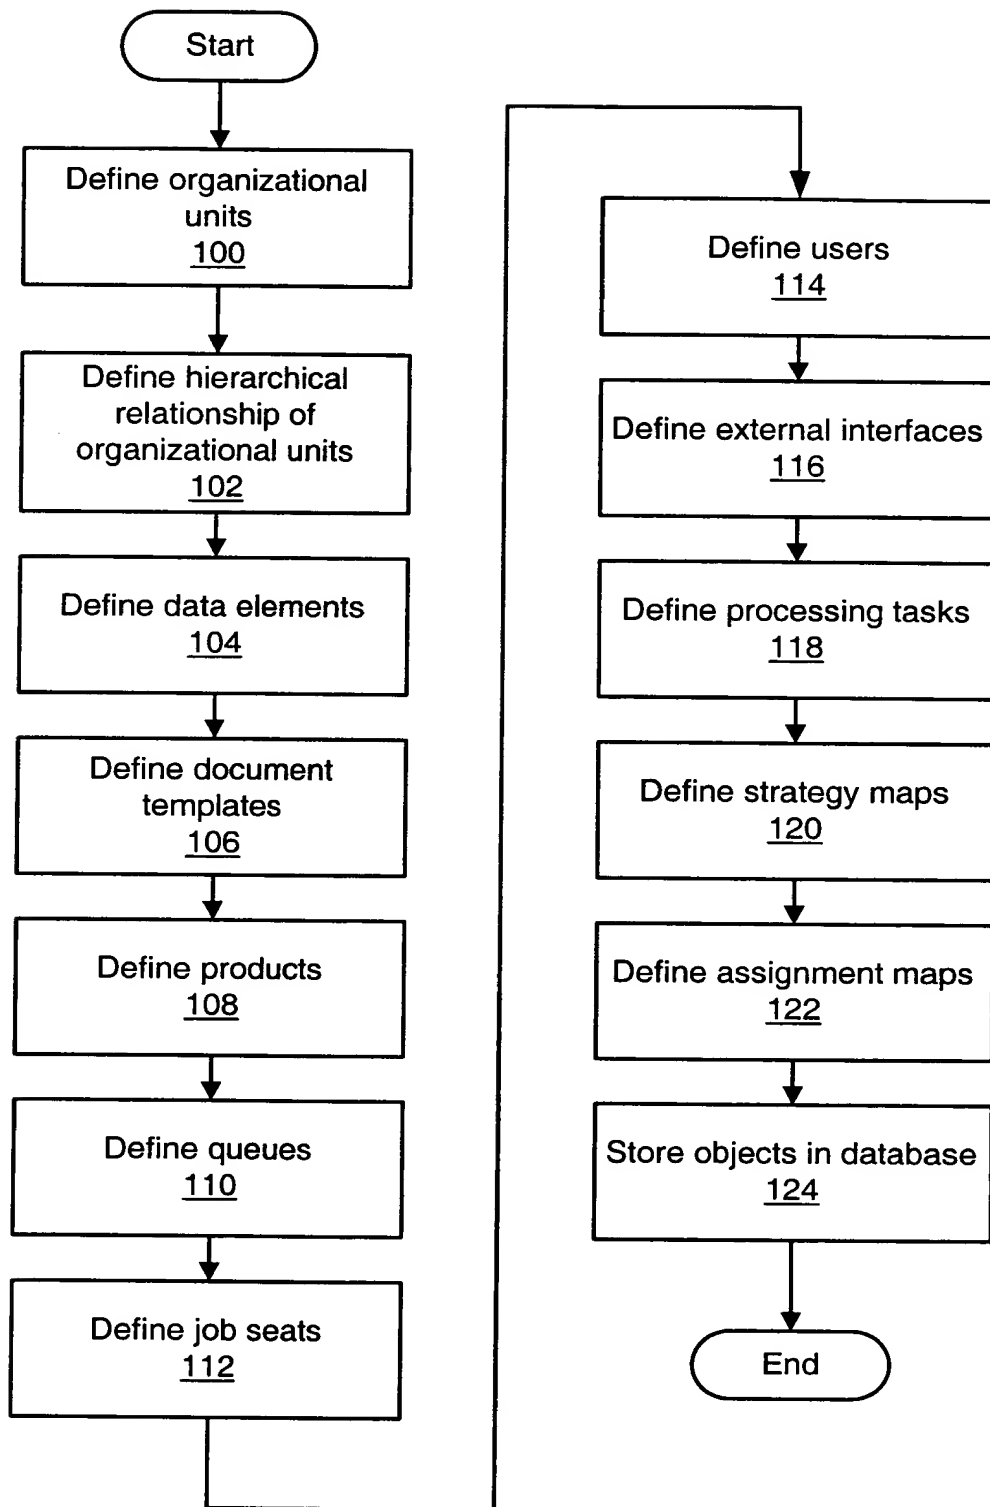 Start
Define organizational
units
100
Define hierarchical
relationship of
organizational units
102
Define data elements
104
Define document
templates
106
Define products
108
Define queues
110
Define job seats
112
Define users
114
Define external interfaces
116
Define processing tasks
118
Define strategy maps
120
Define assignment maps
122
Store objects in database
124
End